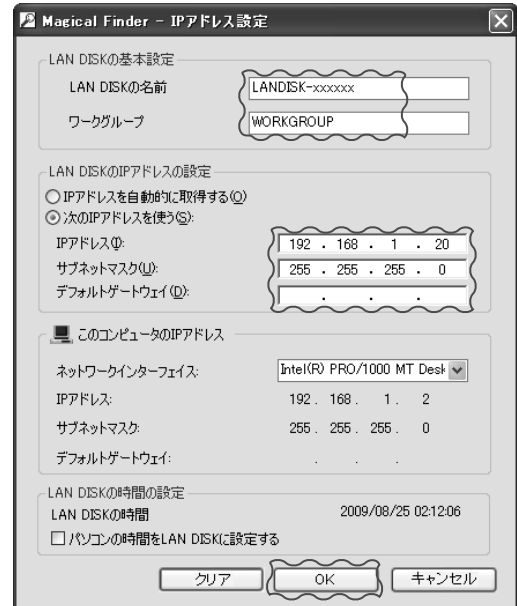 Magical Finder - IPアドレス設定
LAN DISKの基本設定
LAN DISKの名前 LANDISK-xxxxxx
ワークグループ WORKGROUP
LAN DISKのIPアドレスの設定
IPアドレスを自動的に取得する(O)
次のIPアドレスを使う(S):
IPアドレス(I): 192 . 168 . 1 . 20
サブネットマスク(U): 255 . 255 . 255 . 0
デフォルトゲートウェイ(D): . . .
このコンピュータのIPアドレス
ネットワークインターフェイス: Intel(R) PRO/1000 MT Desk
IPアドレス: 192 . 168 . 1 . 2
サブネットマスク: 255 . 255 . 255 . 0
デフォルトゲートウェイ: . . .
LAN DISKの時間の設定
LAN DISKの時間 2009/08/25 02:12:06
パソコンの時間をLAN DISKに設定する
クリア OK キャンセル